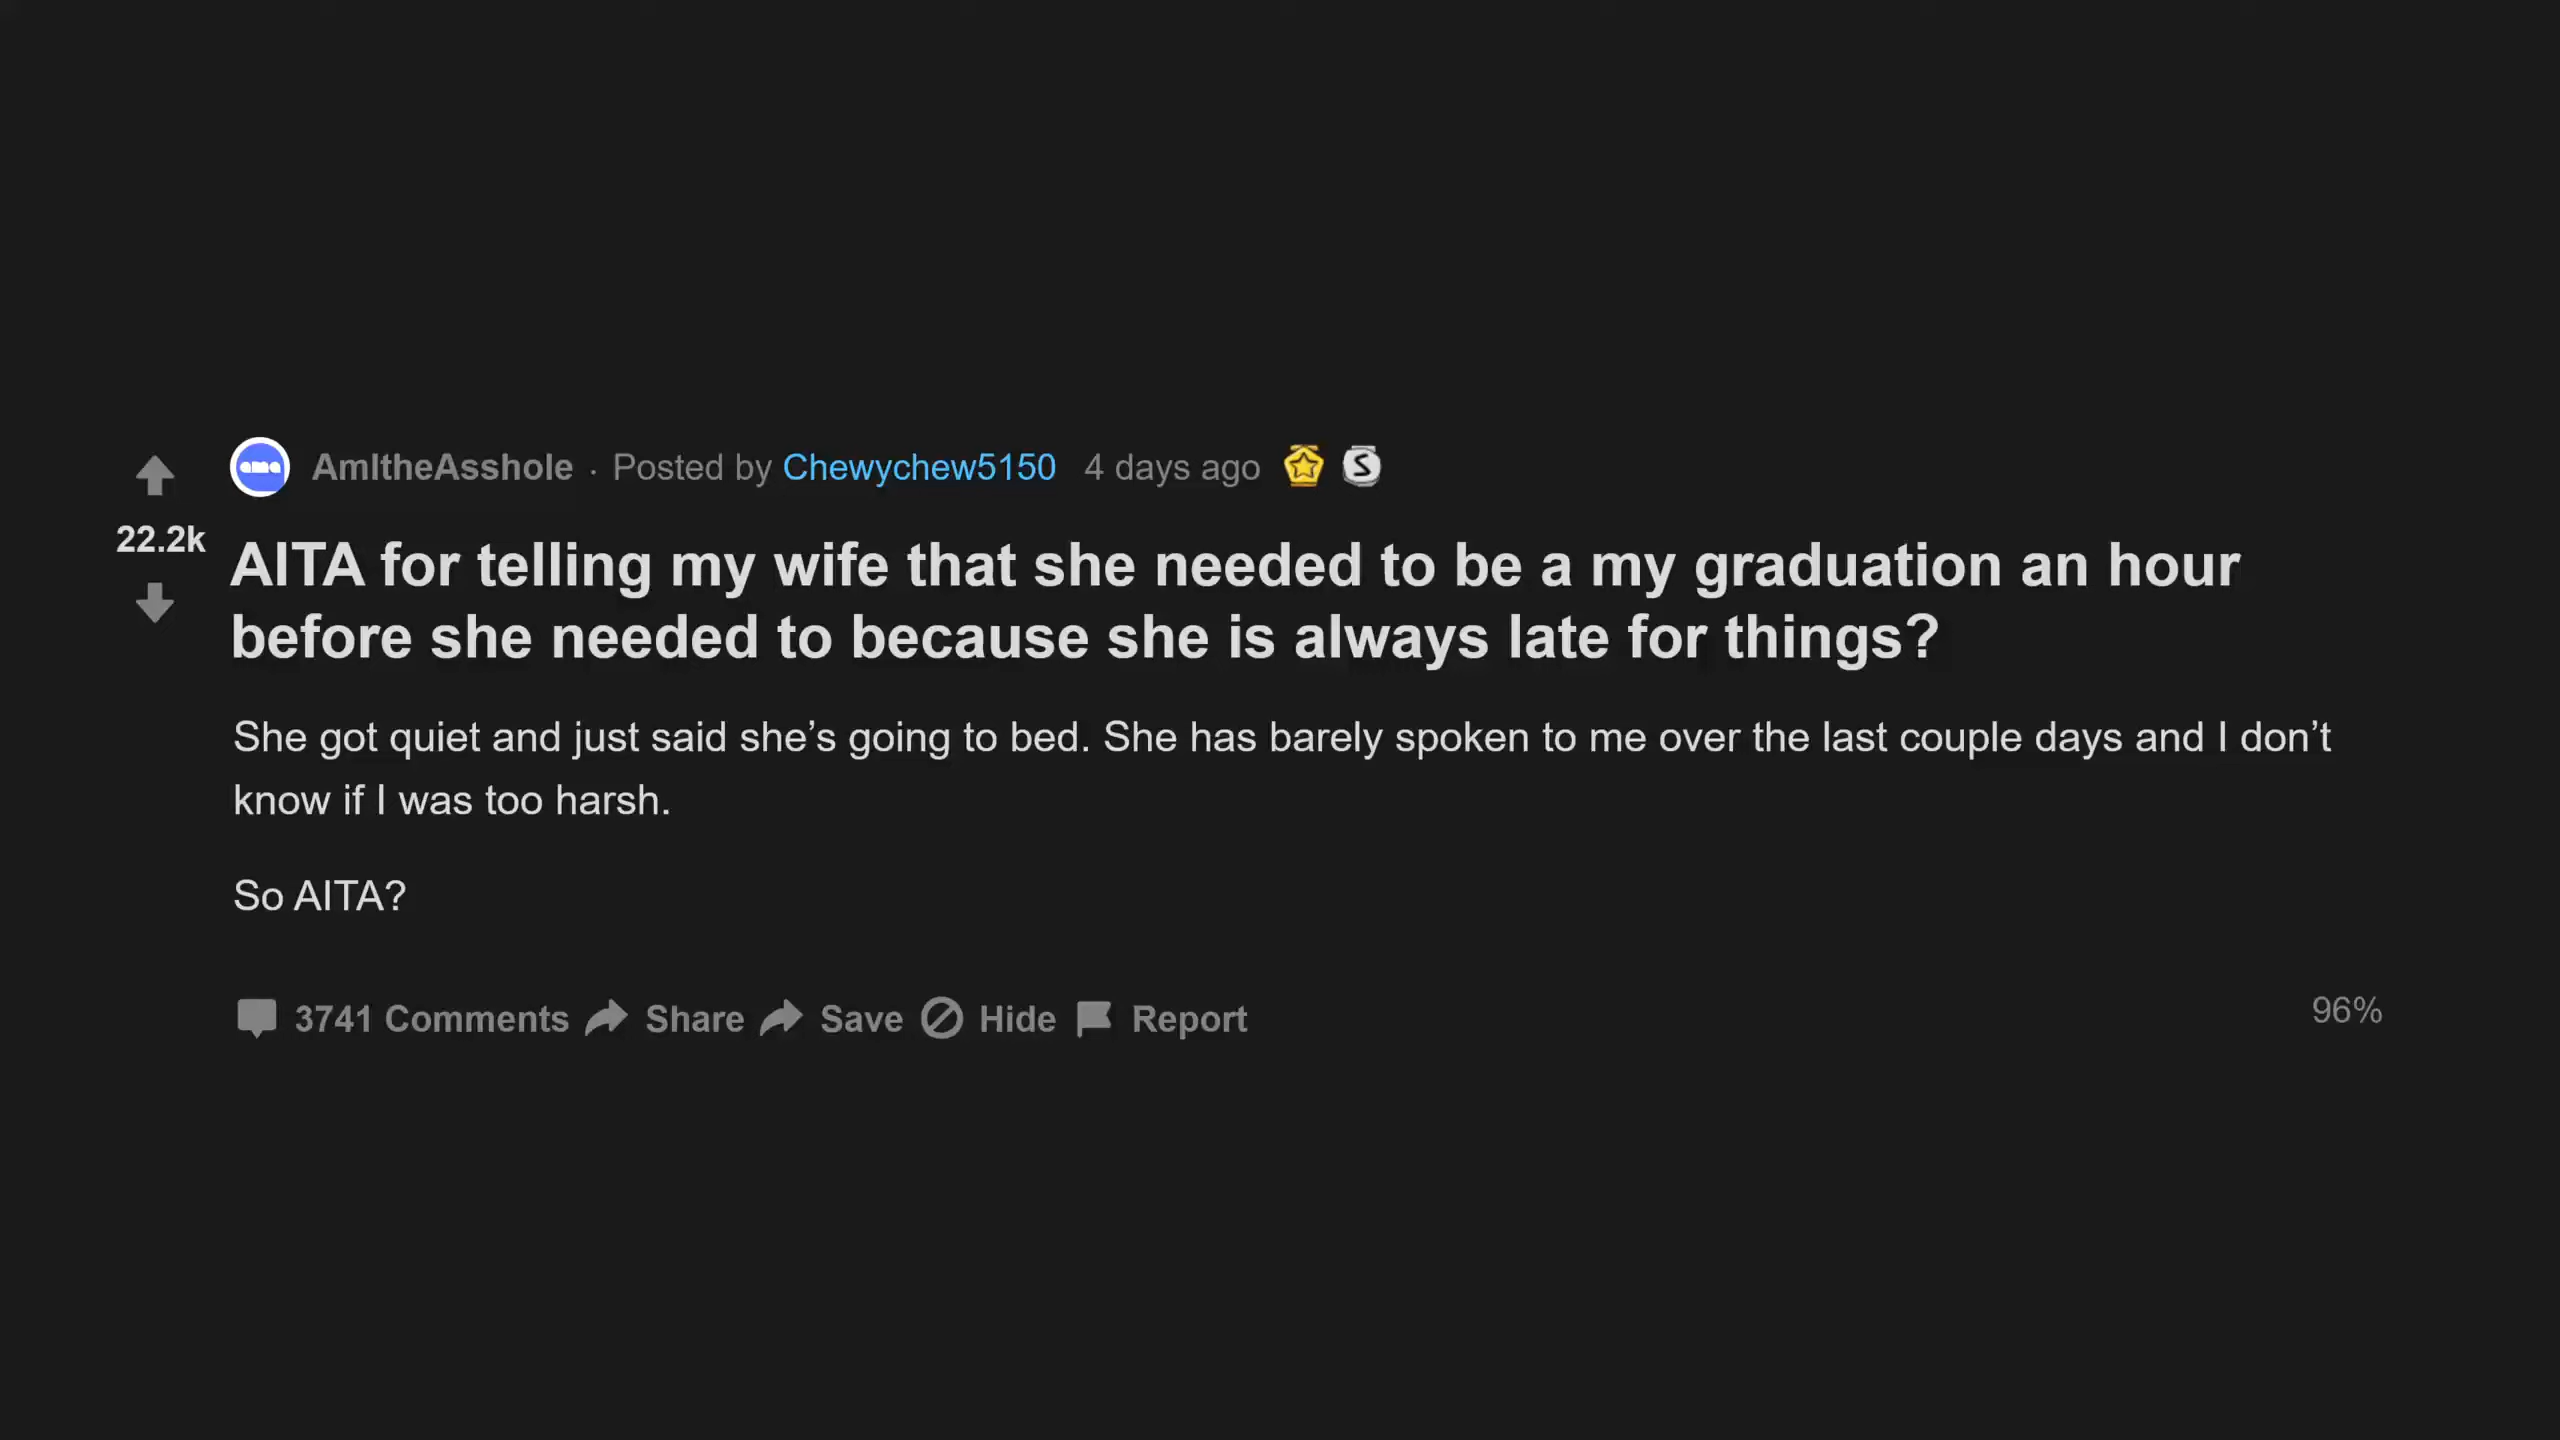 AmItheAsshole · Posted by Chewychew5150 4 days ago
22.2k
AITA for telling my wife that she needed to be a my graduation an hour
before she needed to because she is always late for things?
She got quiet and just said she’s going to bed. She has barely spoken to me over the last couple days and I don’t
know if I was too harsh.
So AITA?
3741 Comments Share Save Hide Report
96%